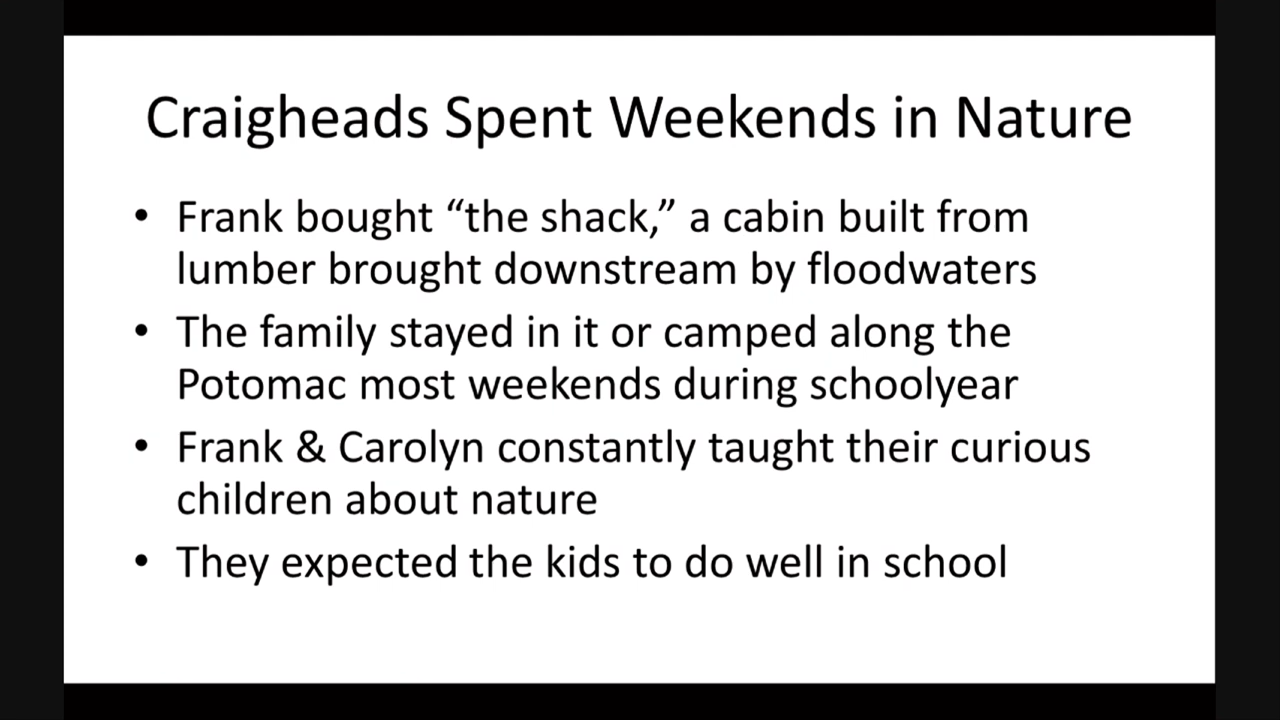 Craigheads Spent Weekends in Nature
• Frank bought “the shack,” a cabin built from
lumber brought downstream by floodwaters
• The family stayed in it or camped along the
Potomac most weekends during schoolyear
• Frank & Carolyn constantly taught their curious
children about nature
• They expected the kids to do well in school